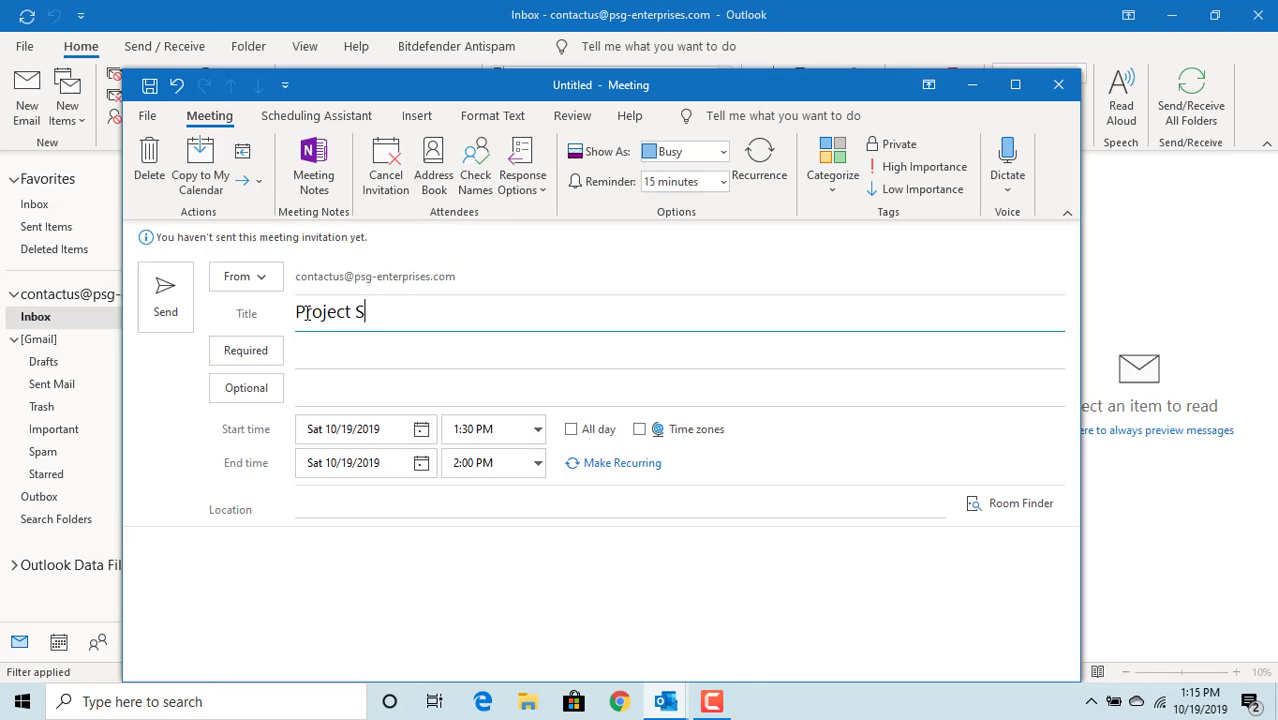 Inbox - contactus@psg-enterprises.com - Outlook
File Home Send / Receive Folder View Help Bitdefender Antispam Tell me what you want to do
Untitled - Meeting
File Meeting Scheduling Assistant Insert Format Text Review Help Tell me what you want to do
New Email
New Items
New
Delete
Copy to My Calendar
Actions
Meeting Notes
Meeting Notes
Cancel Invitation
Address Book
Check Names
Response Options
Attendees
Show As: Busy
Reminder: 15 minutes
Recurrence
Options
Categorize
Private
High Importance
Low Importance
Tags
Dictate
Voice
Read Aloud
Speech
Send/Receive All Folders
Send/Receive
You haven't sent this meeting invitation yet.
Send
From contactus@psg-enterprises.com
Title Project S
Required
Optional
Start time Sat 10/19/2019 1:30 PM All day Time zones
End time Sat 10/19/2019 2:00 PM Make Recurring
Location Room Finder
Favorites
Inbox
Sent Items
Deleted Items
contactus@psg-
Inbox
[Gmail]
Drafts
Sent Mail
Trash
Important
Spam
Starred
Outbox
Search Folders
Outlook Data Fil
ect an item to read
ere to always preview messages
Filter applied
10%
Type here to search
1:15 PM
10/19/2019
2